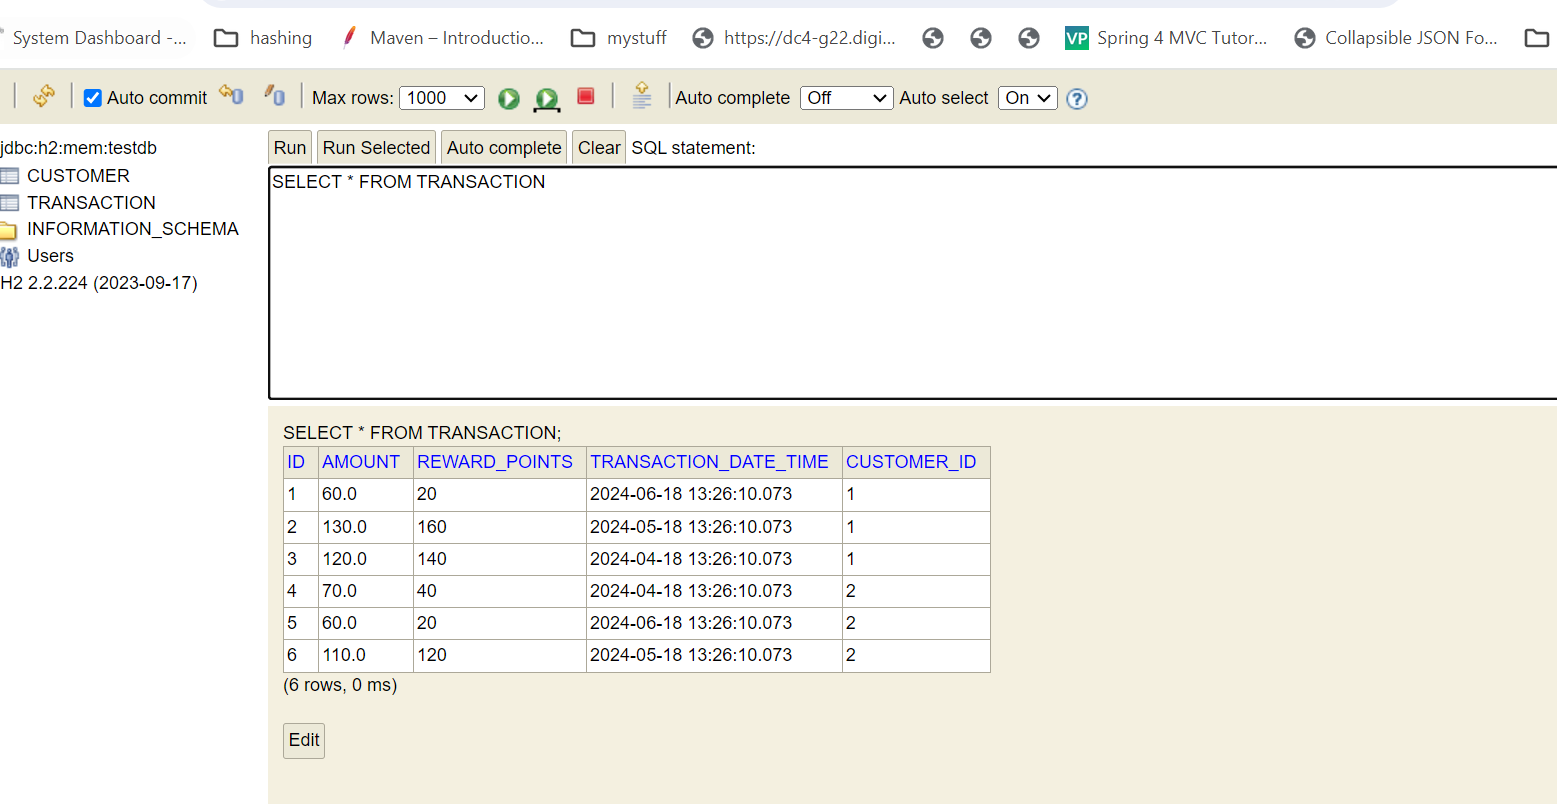 System Dashboard -... hashing Maven – Introductio... mystuff https://dc4-g22.digi... VP Spring 4 MVC Tutor... Collapsible JSON Fo...
Auto commit Max rows: 1000 Auto complete Off Auto select On ?
jdbc:h2:mem:testdb
CUSTOMER
TRANSACTION
INFORMATION_SCHEMA
Users
H2 2.2.224 (2023-09-17)
Run Run Selected Auto complete Clear SQL statement:
SELECT * FROM TRANSACTION
SELECT * FROM TRANSACTION;
ID AMOUNT REWARD_POINTS TRANSACTION_DATE_TIME CUSTOMER_ID
1 60.0 20 2024-06-18 13:26:10.073 1
2 130.0 160 2024-05-18 13:26:10.073 1
3 120.0 140 2024-04-18 13:26:10.073 1
4 70.0 40 2024-04-18 13:26:10.073 2
5 60.0 20 2024-06-18 13:26:10.073 2
6 110.0 120 2024-05-18 13:26:10.073 2
(6 rows, 0 ms)
Edit